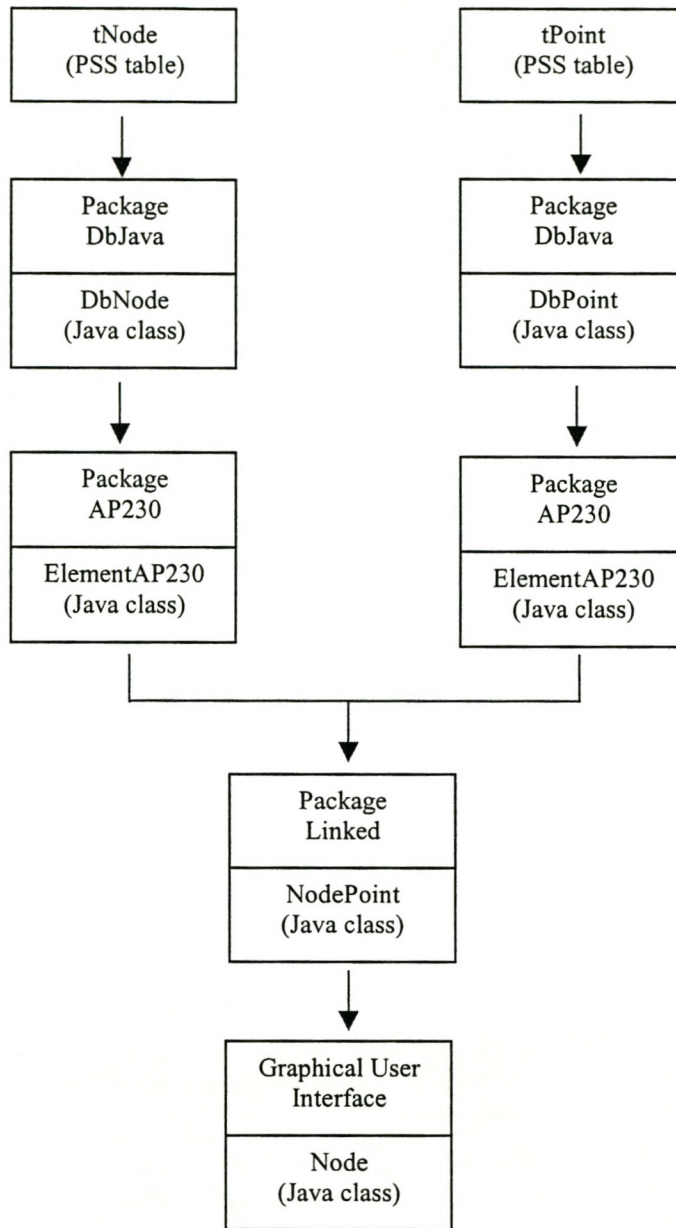 tNode
(PSS table)
tPoint
(PSS table)
Package
DbJava
DbNode
(Java class)
Package
DbJava
DbPoint
(Java class)
Package
AP230
ElementAP230
(Java class)
Package
AP230
ElementAP230
(Java class)
Package
Linked
NodePoint
(Java class)
Graphical User
Interface
Node
(Java class)